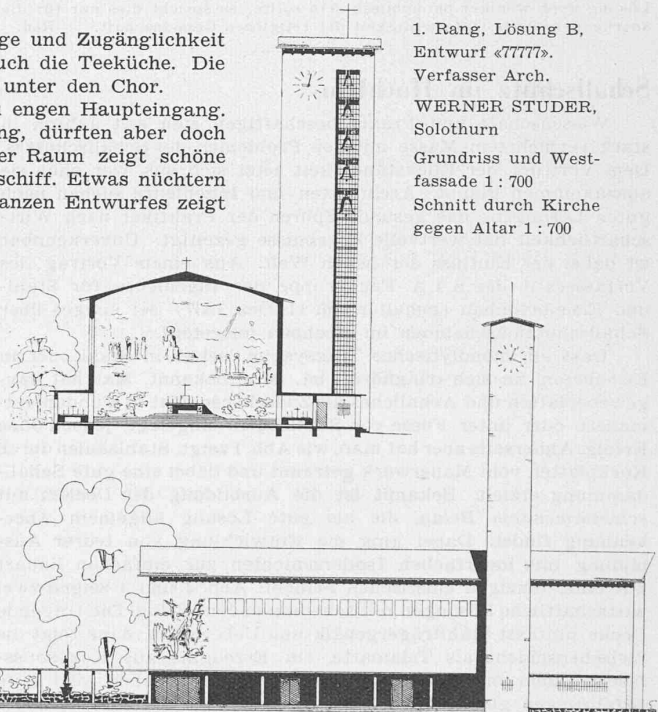 ge und Zugänglichkeit
uch die Teeküche. Die
unter den Chor.
engen Haupteingang.
ng, dürften aber doch
er Raum zeigt schöne
schiff. Etwas nüchtern
anzen Entwurfes zeigt
1. Rang, Lösung B,
Entwurf «77777».
Verfasser Arch.
WERNER STUDER,
Solothurn
Grundriss und West-
fassade 1 : 700
Schnitt durch Kirche
gegen Altar 1 : 700